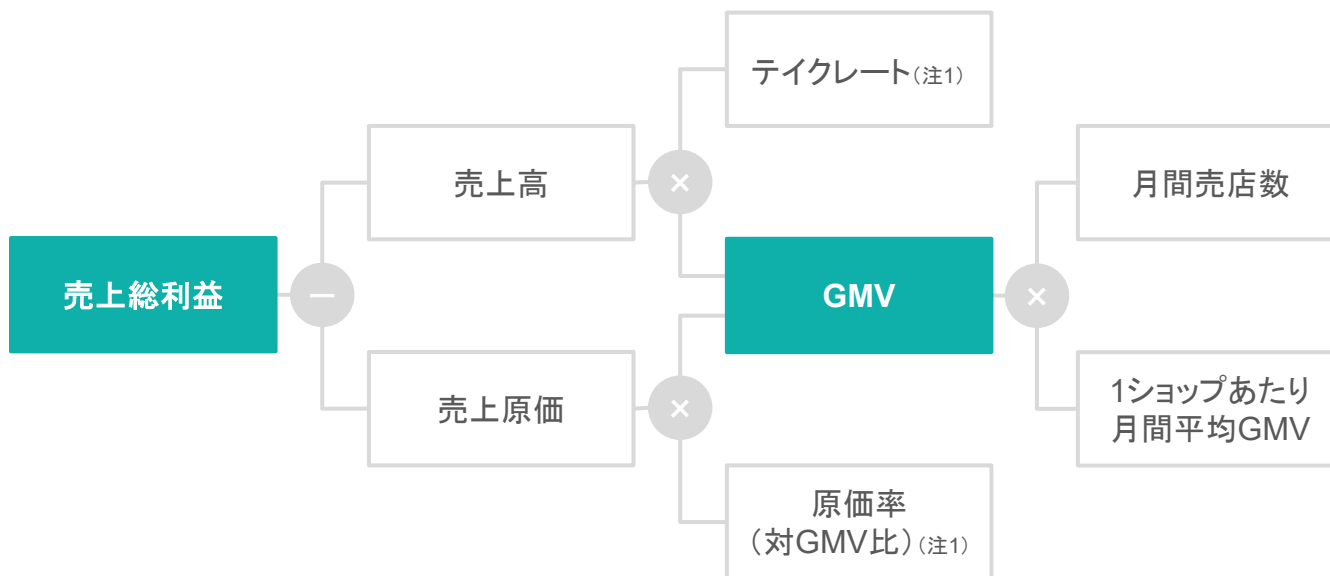 テイクレート（注1）
売上高
×
月間売店数
売上総利益
－
GMV
×
売上原価
×
1ショップあたり
月間平均GMV
原価率
（対GMV比）（注1）